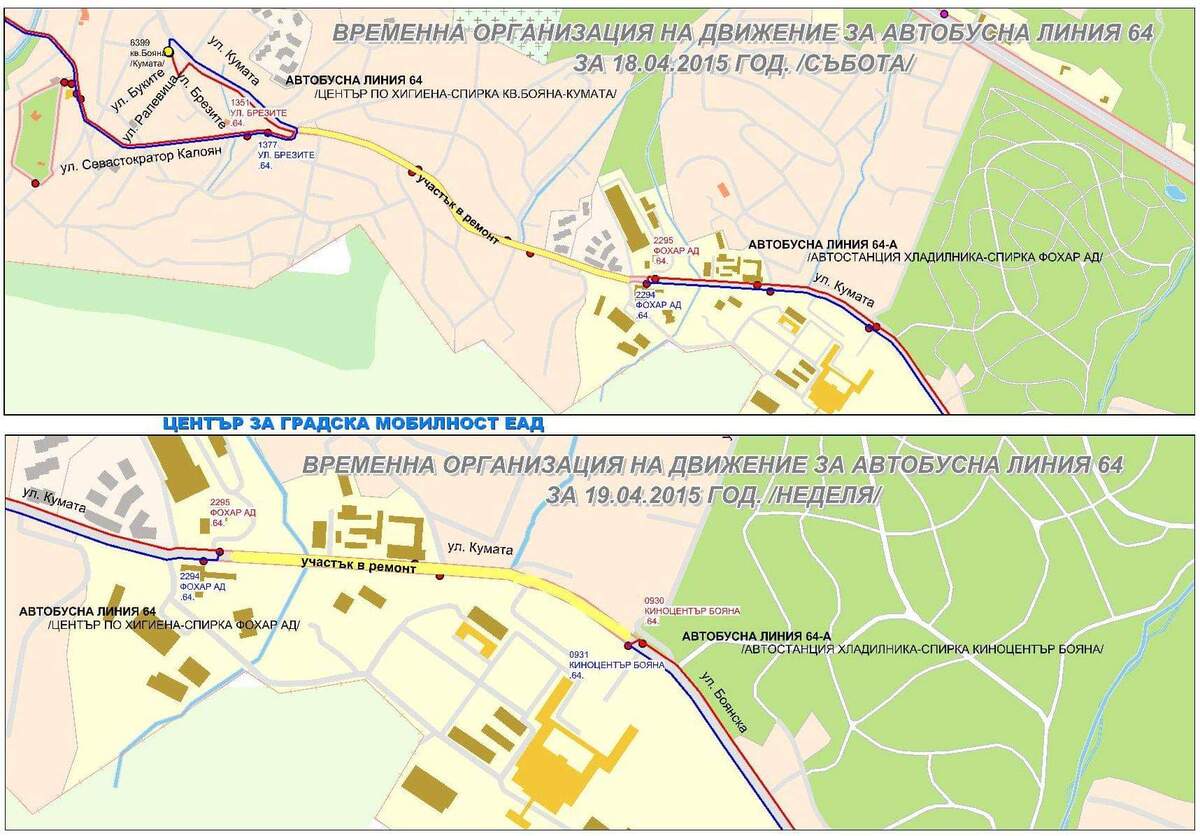 ВРЕМЕННА ОРГАНИЗАЦИЯ НА ДВИЖЕНИЕ ЗА АВТОБУСНА ЛИНИЯ 64
ЗА 18.04.2015 ГОД. /СЪБОТА/
6399
кв.Бояна
/Кумата/
ул. Кумата
ул. Буките
ул. Рапевица
ул. Брезите
АВТОБУСНА ЛИНИЯ 64
/ЦЕНТЪР ПО ХИГИЕНА-СПИРКА КВ.БОЯНА-КУМАТА/
1351
УЛ. БРЕЗИТЕ
.64.
1377
УЛ. БРЕЗИТЕ
.64.
ул. Севастократор Калоян
участък в ремонт
2295
ФОХАР АД
.64.
2294
ФОХАР АД
.64.
АВТОБУСНА ЛИНИЯ 64-А
/АВТОСТАНЦИЯ ХЛАДИЛНИКА-СПИРКА ФОХАР АД/
ул. Кумата
ЦЕНТЪР ЗА ГРАДСКА МОБИЛНОСТ ЕАД
ВРЕМЕННА ОРГАНИЗАЦИЯ НА ДВИЖЕНИЕ ЗА АВТОБУСНА ЛИНИЯ 64
ЗА 19.04.2015 ГОД. /НЕДЕЛЯ/
ул. Кумата
2295
ФОХАР АД
.64.
ул. Кумата
участък в ремонт
2294
ФОХАР АД
.64.
АВТОБУСНА ЛИНИЯ 64
/ЦЕНТЪР ПО ХИГИЕНА-СПИРКА ФОХАР АД/
0930
КИНОЦЕНТЪР БОЯНА
.64.
0931
КИНОЦЕНТЪР БОЯНА
.64.
АВТОБУСНА ЛИНИЯ 64-А
/АВТОСТАНЦИЯ ХЛАДИЛНИКА-СПИРКА КИНОЦЕНТЪР БОЯНА/
ул. Боянска